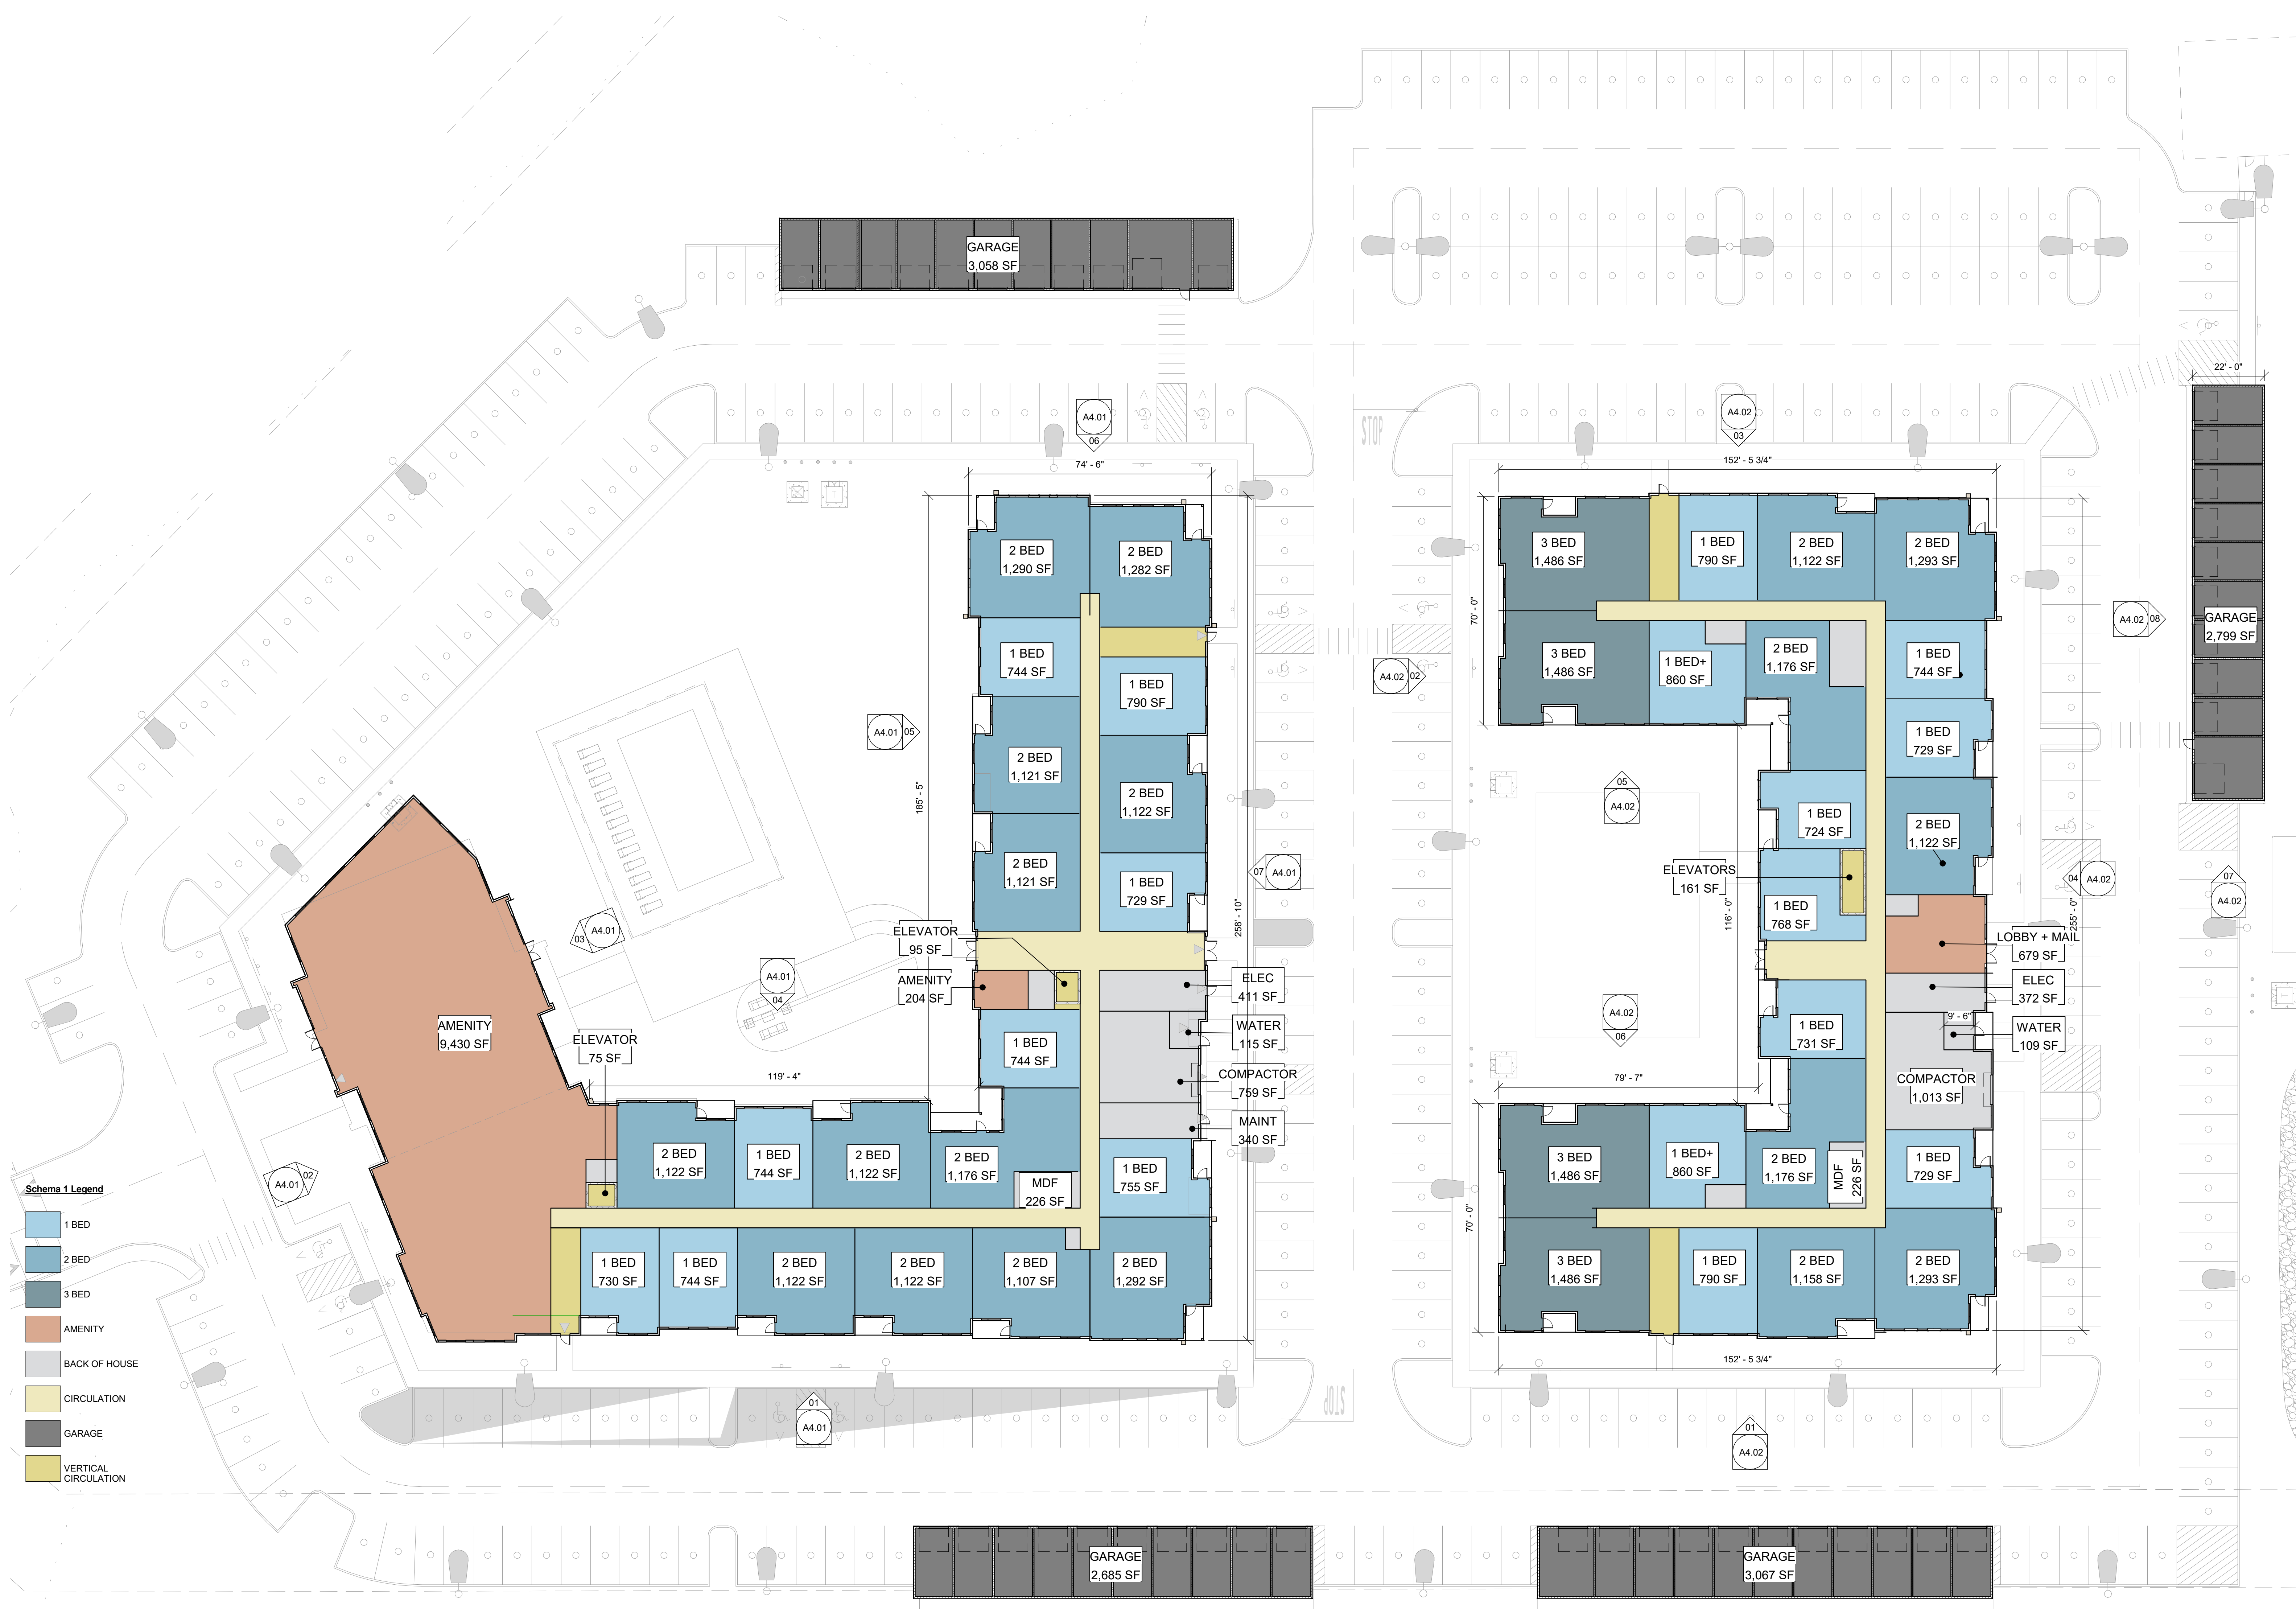 GARAGE
3,058 SF
22' - 0"
A4.01
06
STOP
A4.02
03
74' - 6"
152' - 5 3/4"
2 BED
1,290 SF
2 BED
1,282 SF
3 BED
1,486 SF
1 BED
790 SF
2 BED
1,122 SF
2 BED
1,293 SF
70' - 0"
A4.02
08
GARAGE
2,799 SF
1 BED
744 SF
1 BED
790 SF
A4.02
02
3 BED
1,486 SF
1 BED+
860 SF
2 BED
1,176 SF
1 BED
744 SF
A4.01
05
185' - 5"
2 BED
1,121 SF
2 BED
1,122 SF
1 BED
729 SF
05
A4.02
1 BED
724 SF
2 BED
1,122 SF
2 BED
1,121 SF
1 BED
729 SF
07
A4.01
258' - 10"
ELEVATORS
161 SF
116' - 0"
1 BED
768 SF
04
A4.02
255' - 0"
07
A4.02
03
A4.01
ELEVATOR
95 SF
LOBBY + MAIL
679 SF
A4.01
04
AMENITY
204 SF
ELEC
411 SF
ELEC
372 SF
AMENITY
9,430 SF
ELEVATOR
75 SF
1 BED
744 SF
WATER
115 SF
A4.02
06
1 BED
731 SF
9' - 6"
WATER
109 SF
119' - 4"
COMPACTOR
759 SF
79' - 7"
COMPACTOR
1,013 SF
MAINT
340 SF
2 BED
1,122 SF
1 BED
744 SF
2 BED
1,122 SF
2 BED
1,176 SF
MDF
226 SF
1 BED
755 SF
3 BED
1,486 SF
1 BED+
860 SF
2 BED
1,176 SF
MDF
226 SF
1 BED
729 SF
A4.01
02
70' - 0"
1 BED
730 SF
1 BED
744 SF
2 BED
1,122 SF
2 BED
1,122 SF
2 BED
1,107 SF
2 BED
1,292 SF
3 BED
1,486 SF
1 BED
790 SF
2 BED
1,158 SF
2 BED
1,293 SF
152' - 5 3/4"
STOP
01
A4.01
01
A4.02
Schema 1 Legend
1 BED
2 BED
3 BED
AMENITY
BACK OF HOUSE
CIRCULATION
GARAGE
VERTICAL
CIRCULATION
GARAGE
2,685 SF
GARAGE
3,067 SF